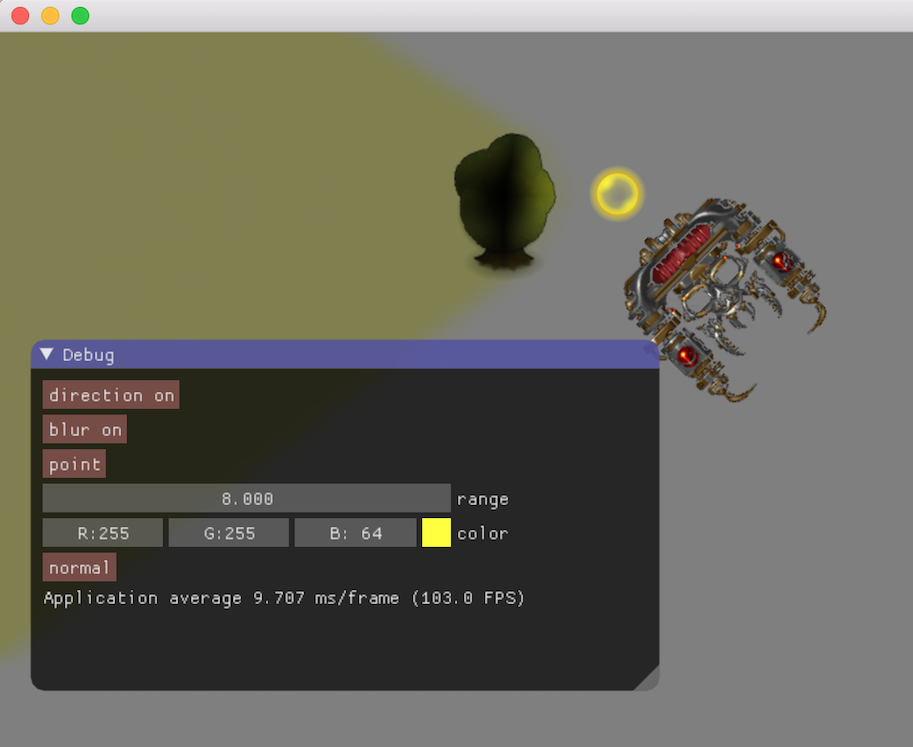 Debug
direction on
blur on
point
8.000 range
R:255 G:255 B: 64 color
normal
Application average 9.707 ms/frame (103.0 FPS)